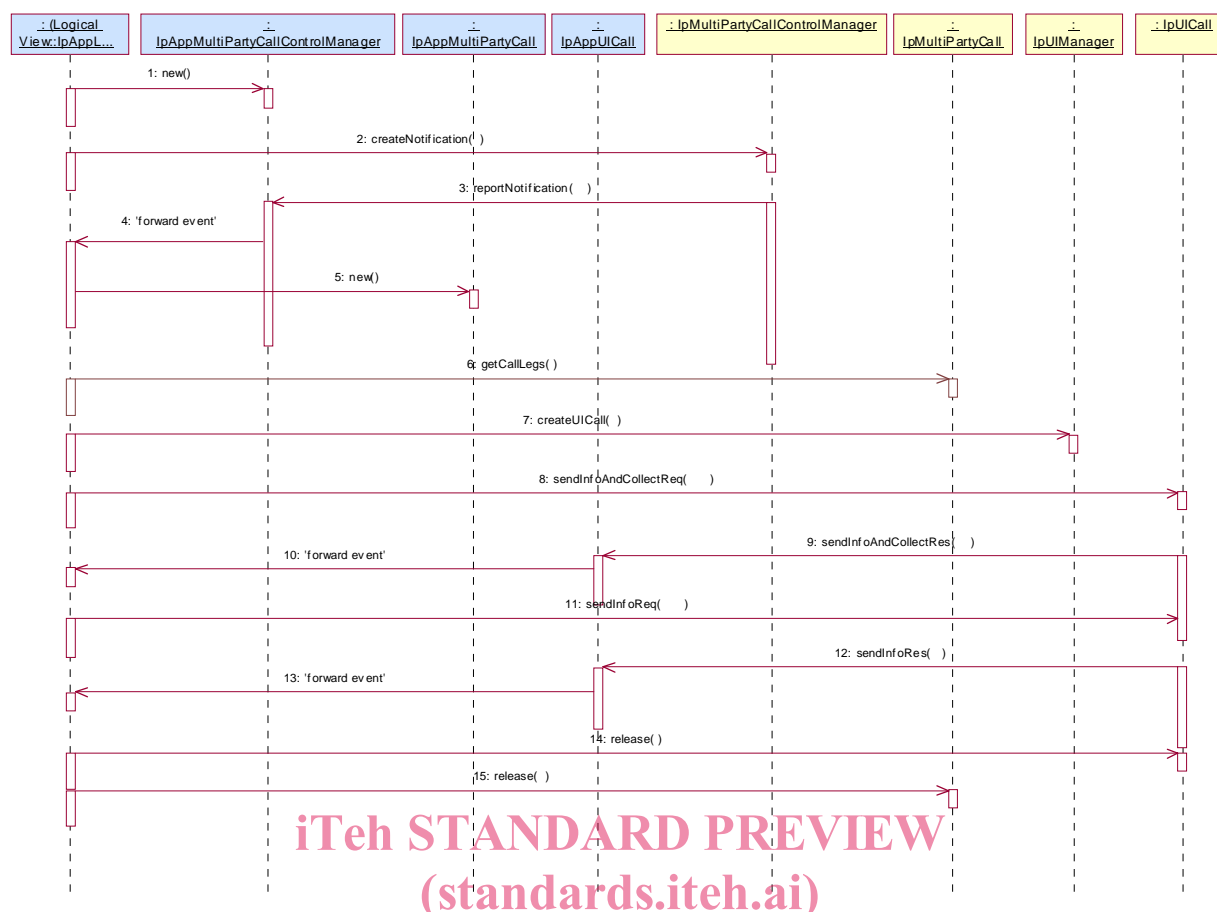 : (Logical
View::IpAppL...
:
IpAppMultiPartyCallControlManager
:
IpAppMultiPartyCall
:
IpAppUICall
: IpMultiPartyCallControlManager
:
IpMultiPartyCall
:
IpUIManager
: IpUICall
1: new()
2: createNotification( )
3: reportNotification( )
4: 'forward event'
5: new()
6: getCallLegs( )
7: createUICall( )
8: sendInfoAndCollectReq( )
9: sendInfoAndCollectRes( )
10: 'forward event'
11: sendInfoReq( )
12: sendInfoRes( )
13: 'forward event'
14: release( )
15: release( )
iTeh STANDARD PREVIEW
(standards.iteh.ai)